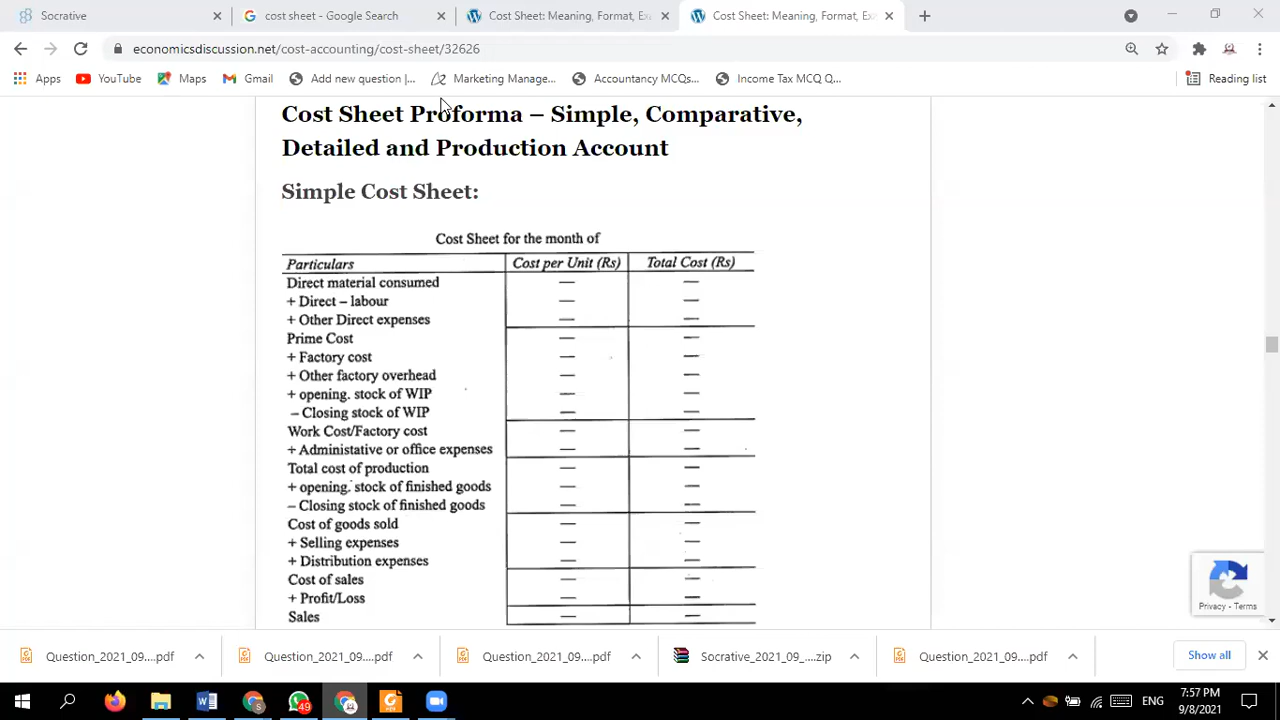 Socrative
cost sheet - Google Search
Cost Sheet: Meaning, Format, Ex
Cost Sheet: Meaning, Format, Ex
economicsdiscussion.net/cost-accounting/cost-sheet/32626
Apps YouTube Maps Gmail Add new question |... Marketing Manage... Accountancy MCQs... Income Tax MCQ Q... Reading list
Cost Sheet Proforma – Simple, Comparative,
Detailed and Production Account
Simple Cost Sheet:
Cost Sheet for the month of
Particulars Cost per Unit (Rs) Total Cost (Rs)
Direct material consumed — —
+ Direct – labour — —
+ Other Direct expenses — —
Prime Cost — —
+ Factory cost — —
+ Other factory overhead — —
+ opening. stock of WIP — —
– Closing stock of WIP — —
Work Cost/Factory cost — —
+ Administative or office expenses — —
Total cost of production — —
+ opening. stock of finished goods — —
– Closing stock of finished goods — —
Cost of goods sold — —
+ Selling expenses — —
+ Distribution expenses — —
Cost of sales — —
+ Profit/Loss — —
Sales — —
Privacy - Terms
Question_2021_09....pdf Question_2021_09....pdf Question_2021_09....pdf Socrative_2021_09_....zip Question_2021_09....pdf Show all
49
ENG
7:57 PM
9/8/2021